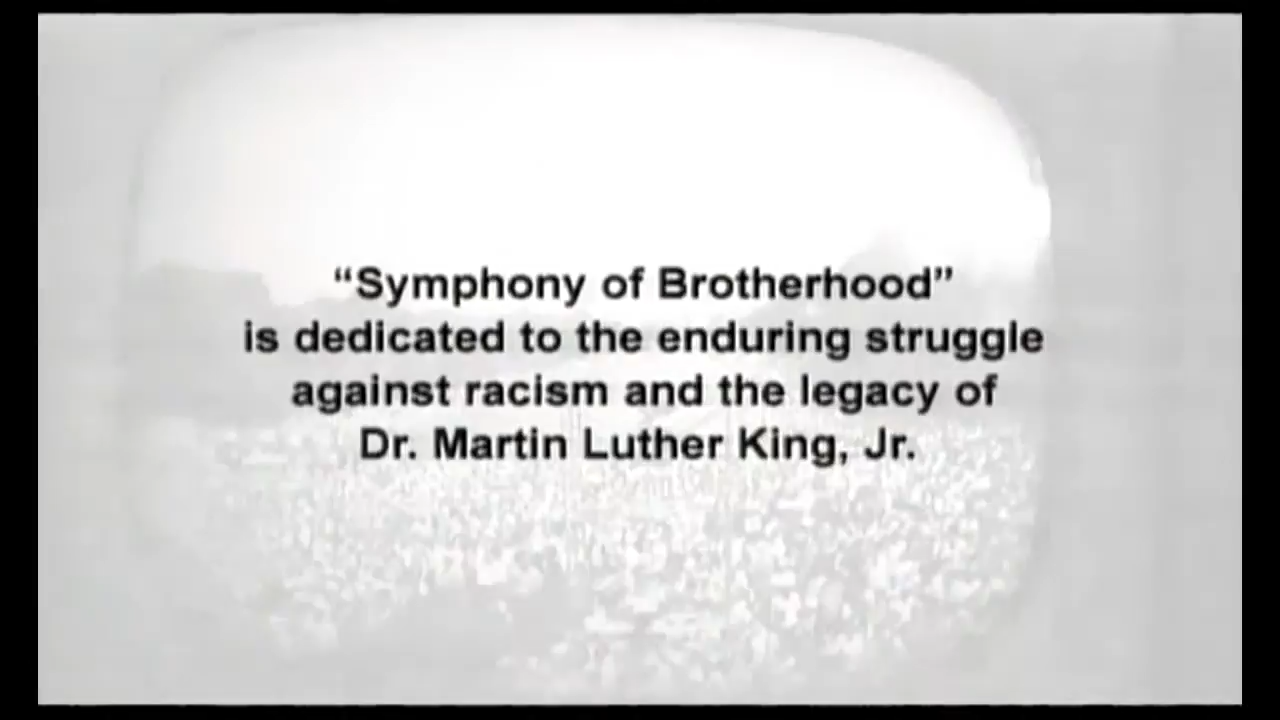 “Symphony of Brotherhood”
is dedicated to the enduring struggle
against racism and the legacy of
Dr. Martin Luther King, Jr.